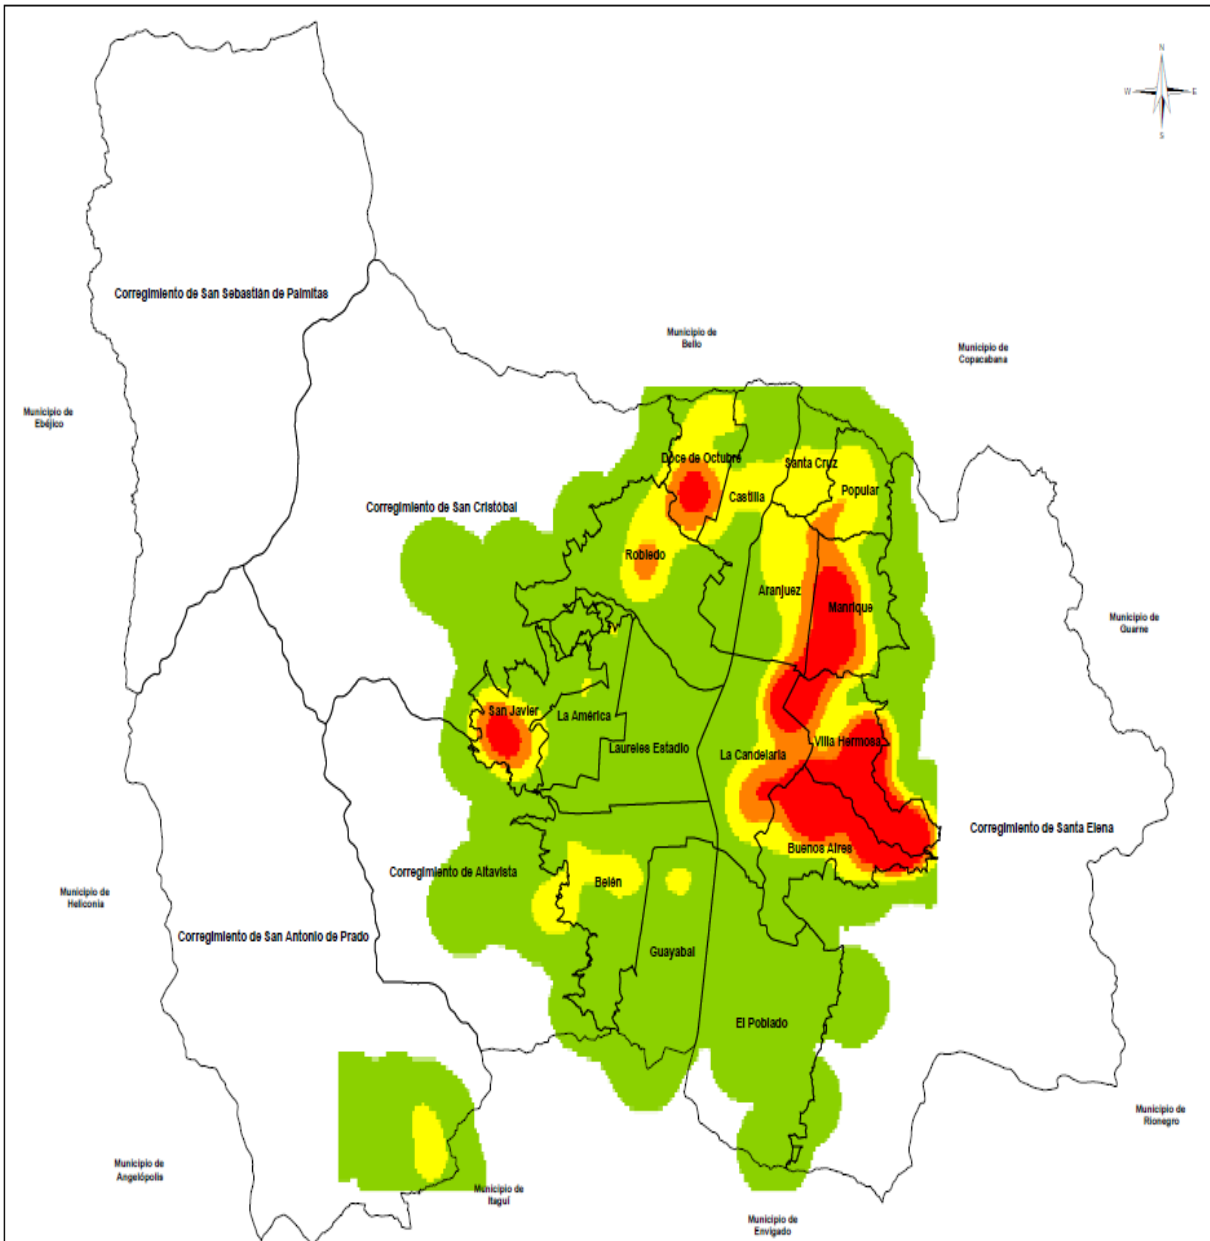 N
W E
S
Corregimiento de San Sebastián de Palmitas
Municipio de
Bello
Municipio de
Copacabana
Municipio de
Ebéjico
Doce de Octubre
Santa Cruz
Popular
Castilla
Corregimiento de San Cristóbal
Robledo
Aranjuez
Manrique
Municipio de
Guarne
San Javier
La América
Laureles Estadio
La Candelaria
Villa Hermosa
Corregimiento de Santa Elena
Buenos Aires
Corregimiento de Altavista
Belén
Municipio de
Heliconia
Corregimiento de San Antonio de Prado
Guayabal
El Poblado
Municipio de
Rionegro
Municipio de
Angelópolis
Municipio de
Itaguí
Municipio de
Envigado